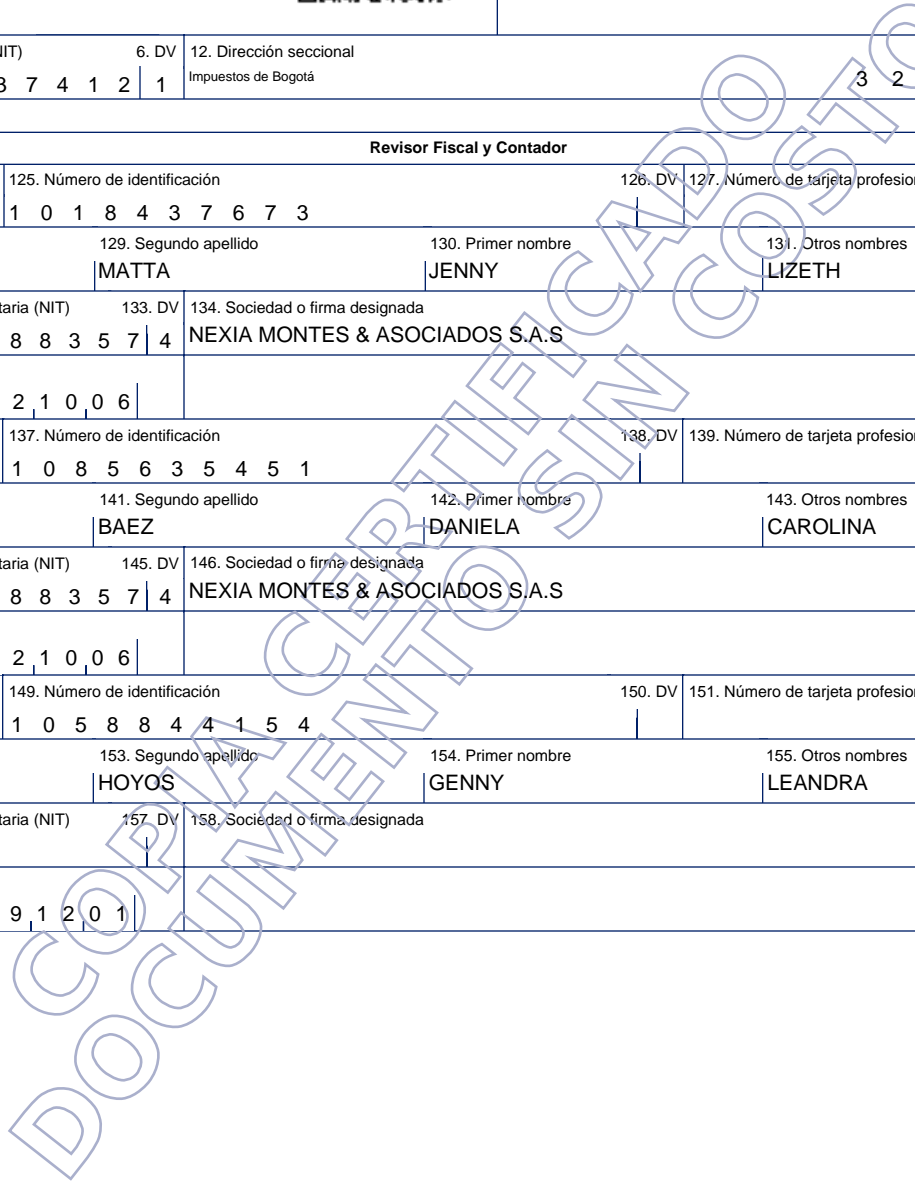 NIT) 6. DV 12. Dirección seccional
7 4 1 2 1 Impuestos de Bogotá 3 2
Revisor Fiscal y Contador
125. Número de identificación 126. DV 127. Número de tarjeta
1 0 1 8 4 3 7 6 7 3
129. Segundo apellido 130. Primer nombre 131. Otros nombres
MATTA JENNY LIZETH
(NIT) 133. DV 134. Sociedad o firma designada
8 8 3 5 7 4 NEXIA MONTES & ASOCIADOS S.A.S
2 1 0 0 6
137. Número de identificación 138. DV 139. Número de tarjeta
1 0 8 5 6 3 5 4 5 1
141. Segundo apellido 142. Primer nombre 143. Otros nombres
BAEZ DANIELA CAROLINA
(NIT) 145. DV 146. Sociedad o firma designada
8 8 3 5 7 4 NEXIA MONTES & ASOCIADOS S.A.S
2 1 0 0 6
149. Número de identificación 150. DV 151. Número de tarjeta
1 0 5 8 8 4 4 1 5 4
153. Segundo apellido 154. Primer nombre 155. Otros nombres
HOYOS GENNY LEANDRA
(NIT) 157. DV 158. Sociedad o firma designada
9 1 2 0 1
COPIA CERTIFICADO
DOCUMENTO SIN COSTO